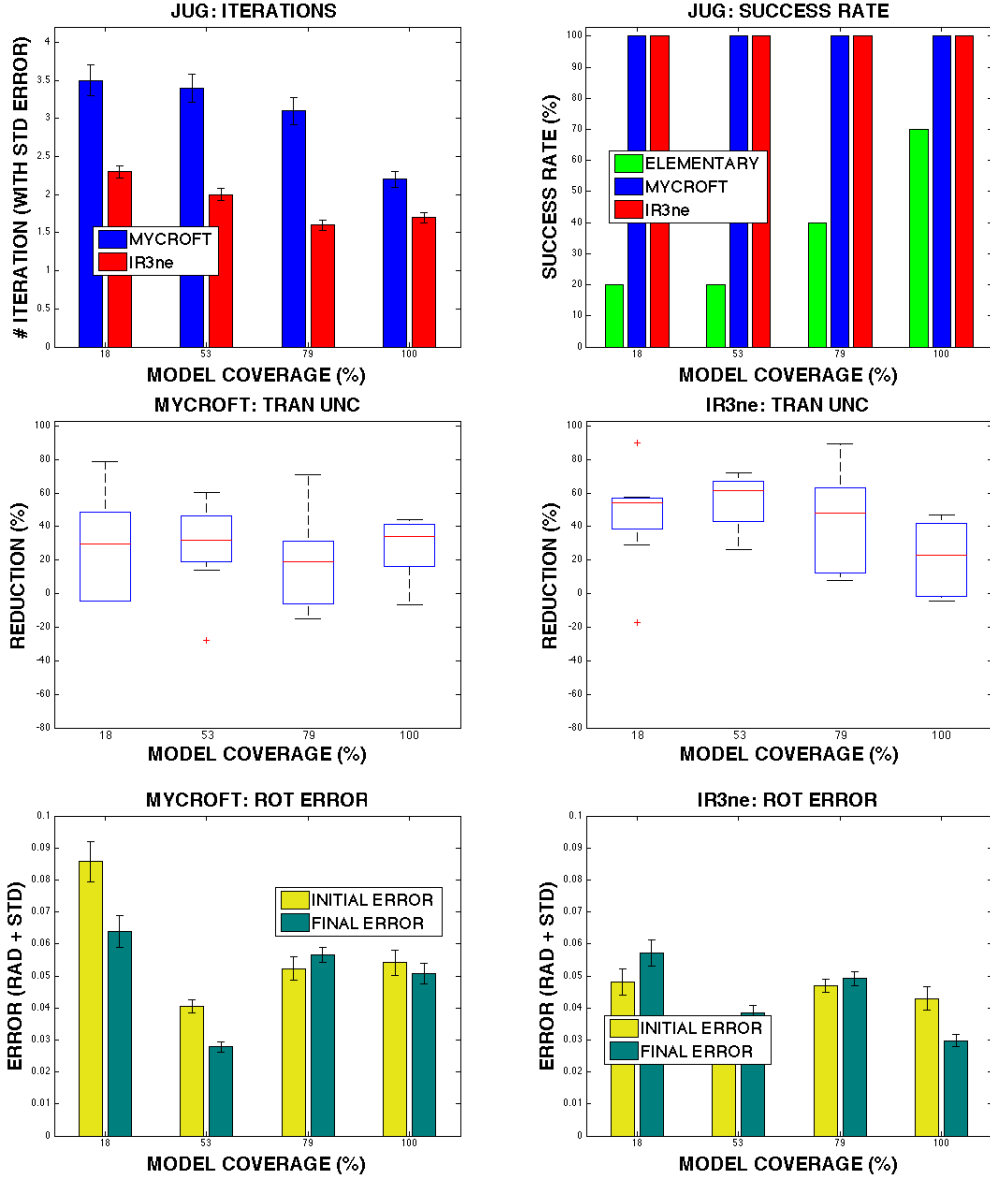 JUG: ITERATIONS
# ITERATION (WITH STD ERROR)
4
3.5
3
2.5
2
1.5
1
0.5
0
MYCROFT
IR3ne
18 53 79 100
MODEL COVERAGE (%)
JUG: SUCCESS RATE
SUCCESS RATE (%)
100
90
80
70
60
50
40
30
20
10
0
ELEMENTARY
MYCROFT
IR3ne
18 53 79 100
MODEL COVERAGE (%)
MYCROFT: TRAN UNC
REDUCTION (%)
100
80
60
40
20
0
-20
-40
-60
-80
18 53 79 100
MODEL COVERAGE (%)
IR3ne: TRAN UNC
REDUCTION (%)
100
80
60
40
20
0
-20
-40
-60
-80
18 53 79 100
MODEL COVERAGE (%)
MYCROFT: ROT ERROR
ERROR (RAD + STD)
0.1
0.09
0.08
0.07
0.06
0.05
0.04
0.03
0.02
0.01
0
INITIAL ERROR
FINAL ERROR
18 53 79 100
MODEL COVERAGE (%)
IR3ne: ROT ERROR
ERROR (RAD + STD)
0.1
0.09
0.08
0.07
0.06
0.05
0.04
0.03
0.02
0.01
0
INITIAL ERROR
FINAL ERROR
18 53 79 100
MODEL COVERAGE (%)